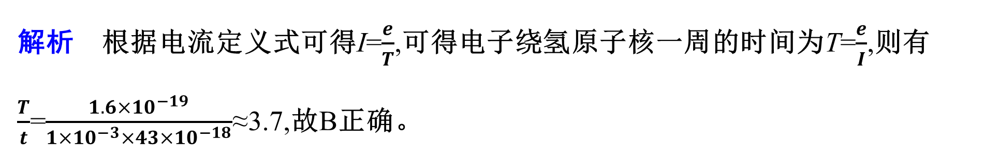 解析 根据电流定义式可得I=e/T,可得电子绕氢原子核一周的时间为T=e/I,则有
T/t=1.6×10⁻¹⁹/1×10⁻³×43×10⁻¹⁸≈3.7,故B正确。